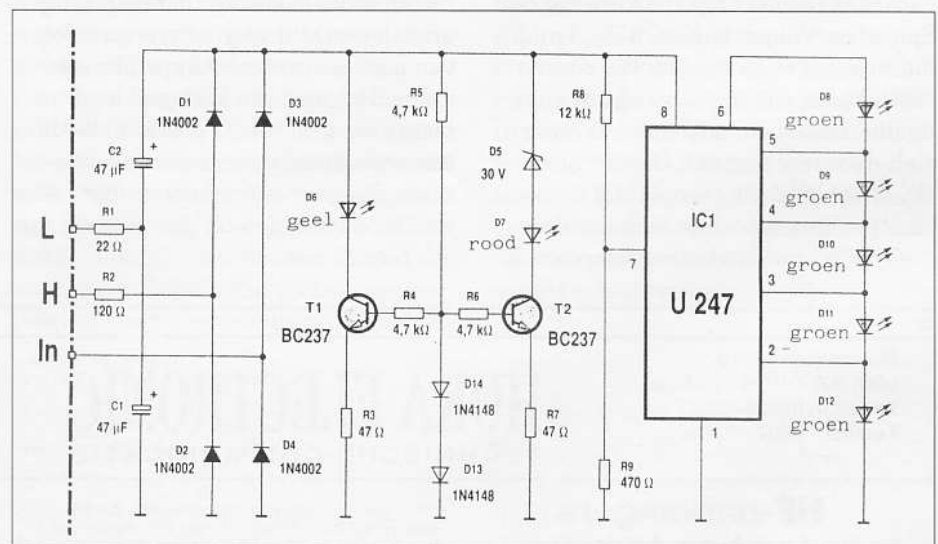 D1
1N4002
D3
1N4002
C2
47 µF
+
L
R1
22 Ω
H
R2
120 Ω
In
C1
47 µF
+
D2
1N4002
D4
1N4002
R5
4,7 kΩ
D6
geel
D5
30 V
D7
rood
T1
BC237
R4
4,7 kΩ
R6
4,7 kΩ
T2
BC237
R3
47 Ω
D14
1N4148
D13
1N4148
R7
47 Ω
R8
12 kΩ
R9
470 Ω
8
6
5
4
3
2
7
1
IC1
U 247
D8
groen
D9
groen
D10
groen
D11
groen
D12
groen